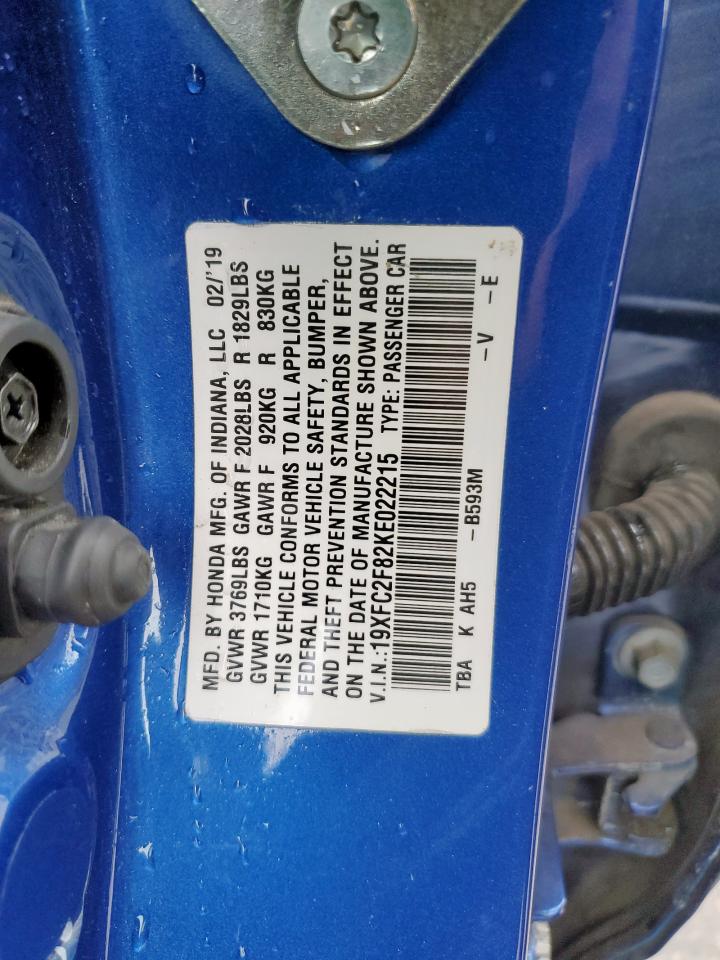 MFD. BY HONDA MFG. OF INDIANA, LLC 02/'19
GVWR 3769LBS GAWR F 2028LBS R 1829LBS
GVWR 1710KG GAWR F 920KG R 830KG
THIS VEHICLE CONFORMS TO ALL APPLICABLE
FEDERAL MOTOR VEHICLE SAFETY, BUMPER,
AND THEFT PREVENTION STANDARDS IN EFFECT
ON THE DATE OF MANUFACTURE SHOWN ABOVE.
V.I.N.:19XFC2F82KE022215 TYPE: PASSENGER CAR
TBA K AH5 -B593M -V -E